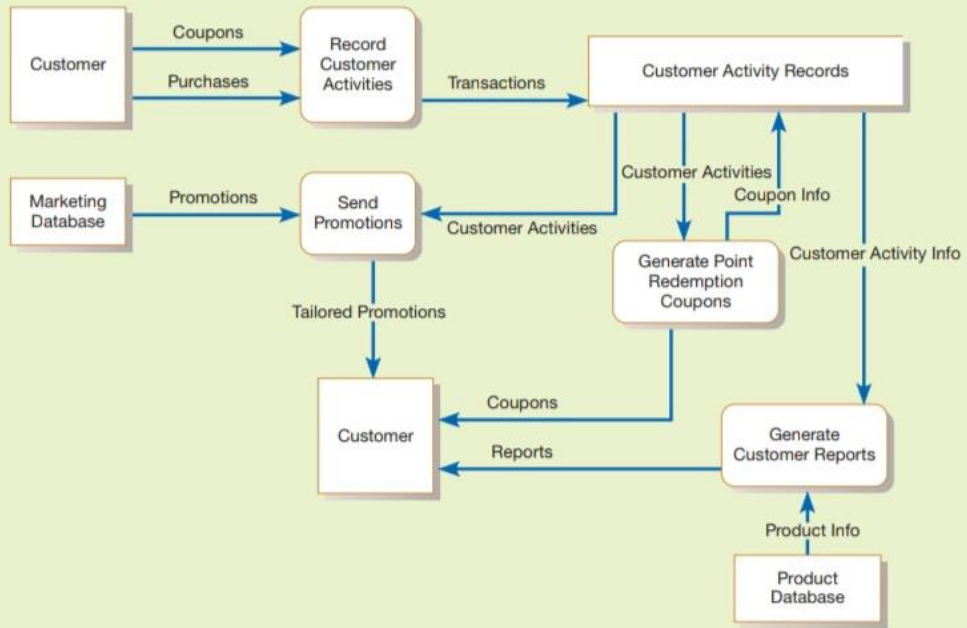 Coupons
Customer
Record
Customer
Activities
Purchases
Transactions
Customer Activity Records
Marketing
Database
Promotions
Send
Promotions
Customer Activities
Customer Activities
Coupon Info
Customer Activity Info
Generate Point
Redemption
Coupons
Tailored Promotions
Customer
Coupons
Reports
Generate
Customer Reports
Product Info
Product
Database